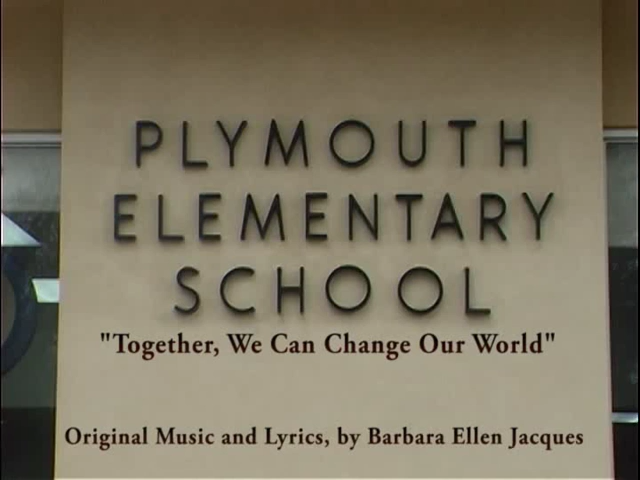 PLYMOUTH
ELEMENTARY
SCHOOL
"Together, We Can Change Our World"
Original Music and Lyrics, by Barbara Ellen Jacques